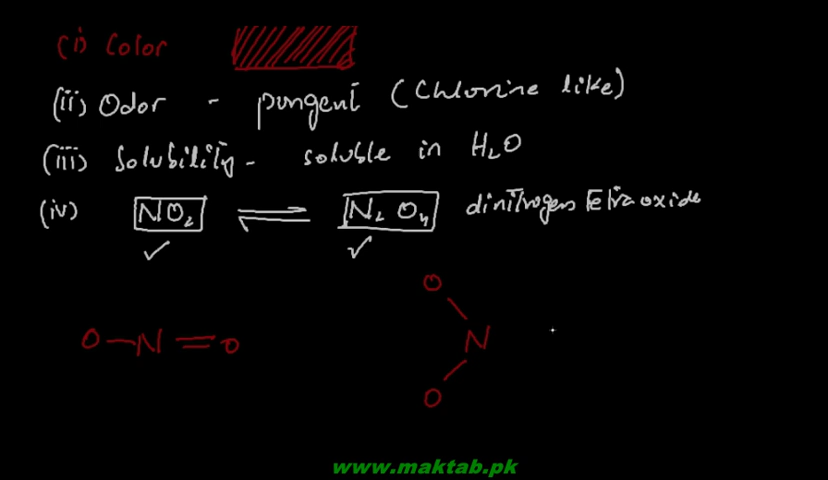 (i) Color
(ii) Odor - pungent (Chlorine like)
(iii) Solubility - soluble in H₂O
(iv) NO₂ ⇌ N₂O₄ dinitrogen tetraoxide
O-N=O
O
N
O
www.maktab.pk